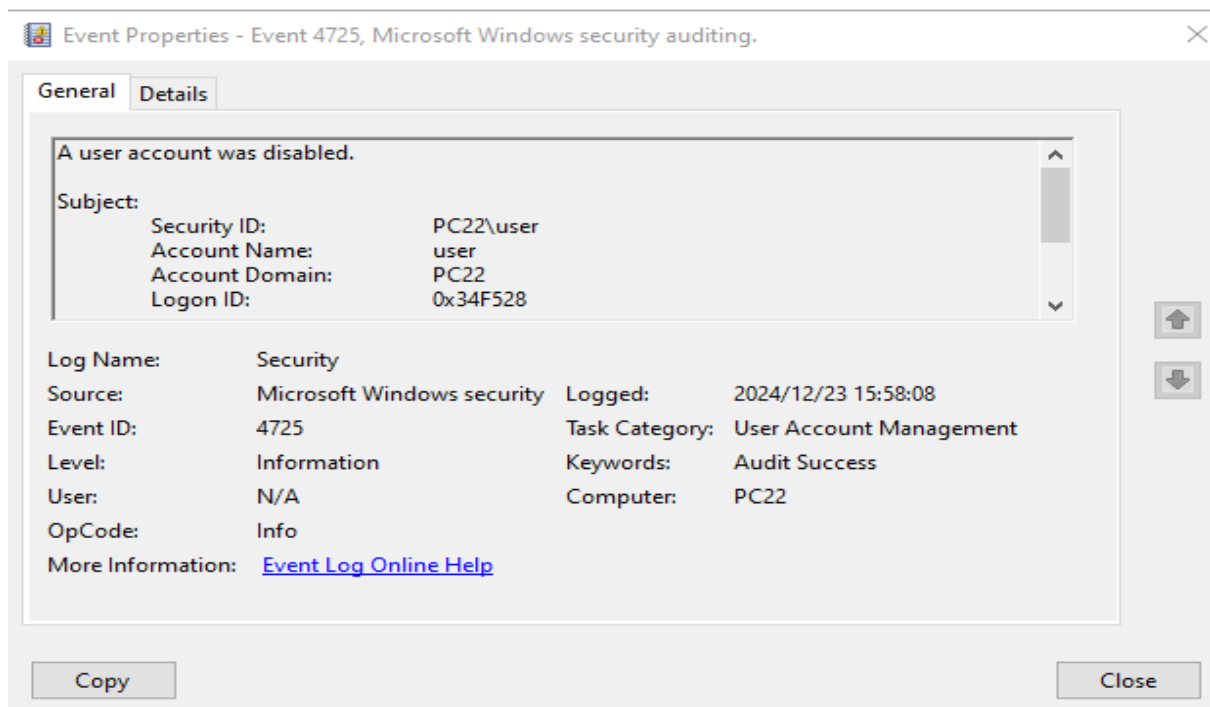 Event Properties - Event 4725, Microsoft Windows security auditing.
General Details
A user account was disabled.
Subject:
Security ID: PC22\user
Account Name: user
Account Domain: PC22
Logon ID: 0x34F528
Log Name: Security
Source: Microsoft Windows security Logged: 2024/12/23 15:58:08
Event ID: 4725 Task Category: User Account Management
Level: Information Keywords: Audit Success
User: N/A Computer: PC22
OpCode: Info
More Information: Event Log Online Help
Copy Close